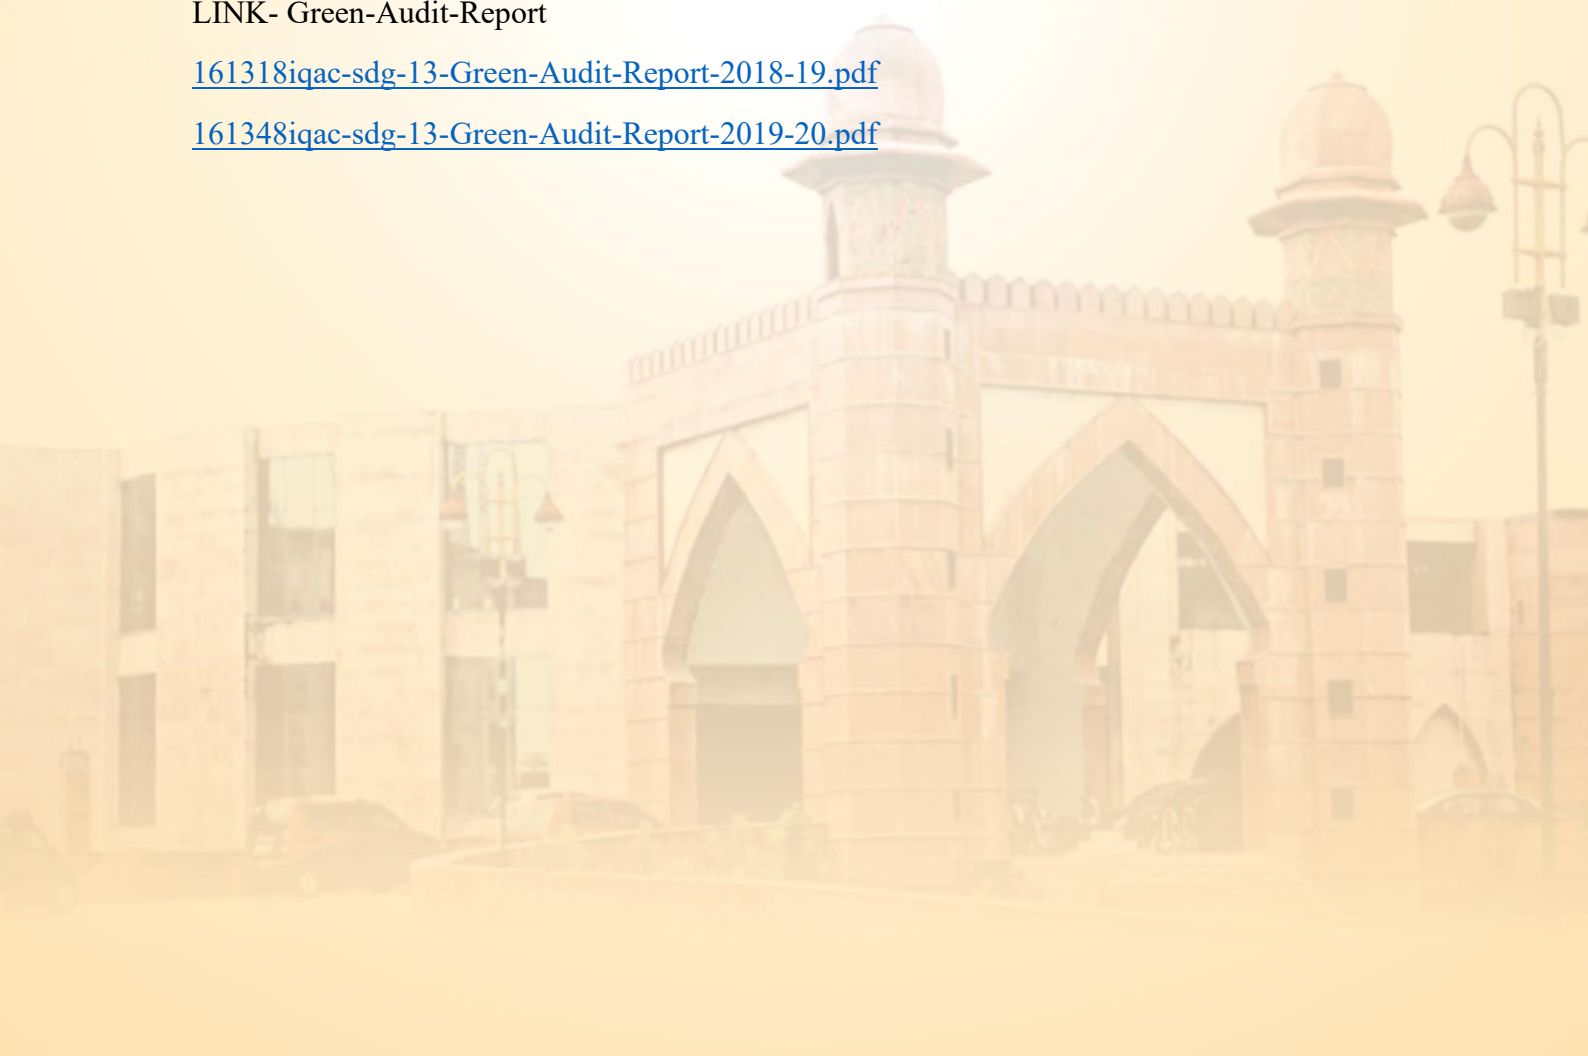 LINK- Green-Audit-Report
161318iqac-sdg-13-Green-Audit-Report-2018-19.pdf
161348iqac-sdg-13-Green-Audit-Report-2019-20.pdf